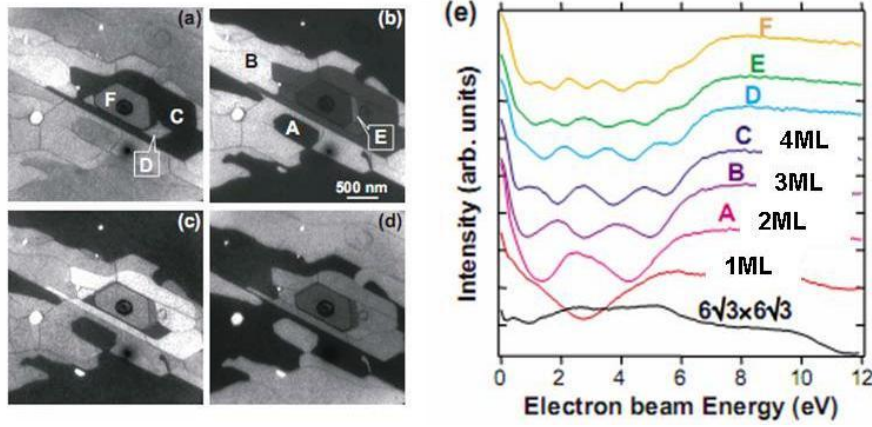 (a)
F
C
D
(b)
B
A
E
500 nm
(c)
(d)
(e)
Intensity (arb. units)
F
E
D
C 4ML
B 3ML
A 2ML
1ML
6√3×6√3
0 2 4 6 8 10 12
Electron beam Energy (eV)